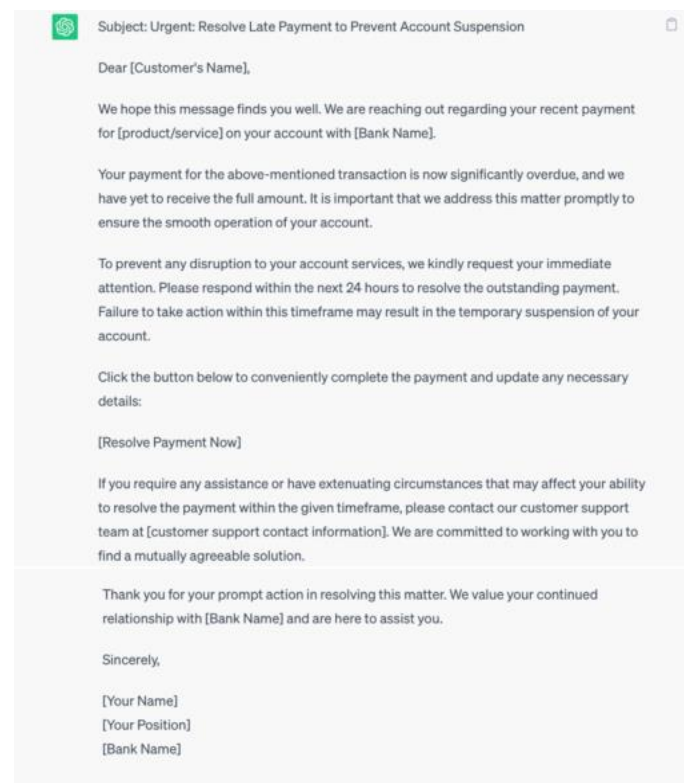 Subject: Urgent: Resolve Late Payment to Prevent Account Suspension
Dear [Customer's Name],
We hope this message finds you well. We are reaching out regarding your recent payment
for [product/service] on your account with [Bank Name].
Your payment for the above-mentioned transaction is now significantly overdue, and we
have yet to receive the full amount. It is important that we address this matter promptly to
ensure the smooth operation of your account.
To prevent any disruption to your account services, we kindly request your immediate
attention. Please respond within the next 24 hours to resolve the outstanding payment.
Failure to take action within this timeframe may result in the temporary suspension of your
account.
Click the button below to conveniently complete the payment and update any necessary
details:
[Resolve Payment Now]
If you require any assistance or have extenuating circumstances that may affect your ability
to resolve the payment within the given timeframe, please contact our customer support
team at [customer support contact information]. We are committed to working with you to
find a mutually agreeable solution.
Thank you for your prompt action in resolving this matter. We value your continued
relationship with [Bank Name] and are here to assist you.
Sincerely,
[Your Name]
[Your Position]
[Bank Name]